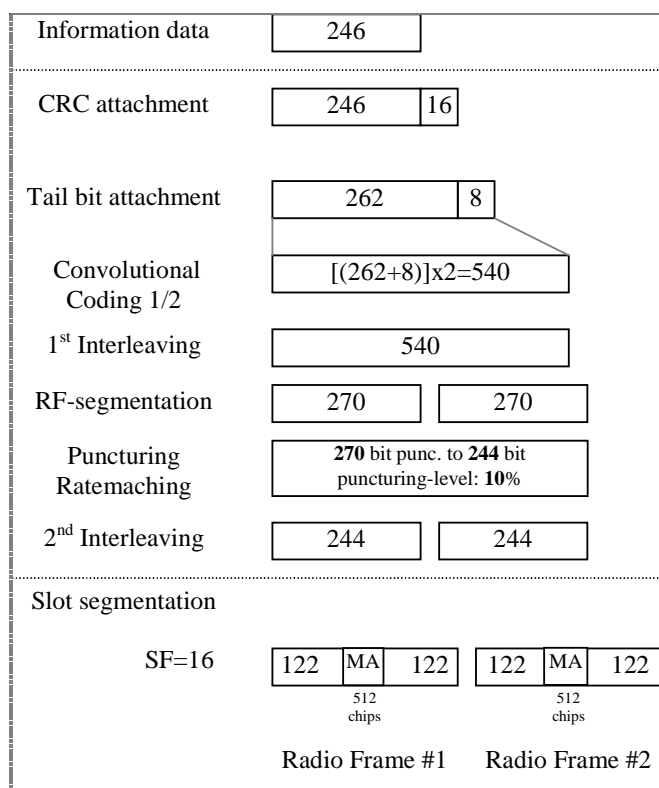 Information data 246
CRC attachment 246 16
Tail bit attachment 262 8
Convolutional
Coding 1/2
[(262+8)]x2=540
1st Interleaving 540
RF-segmentation 270 270
Puncturing
Ratemaching
270 bit punc. to 244 bit
puncturing-level: 10%
2nd Interleaving 244 244
Slot segmentation
SF=16 122 MA 122 122 MA 122
512
chips
512
chips
Radio Frame #1 Radio Frame #2